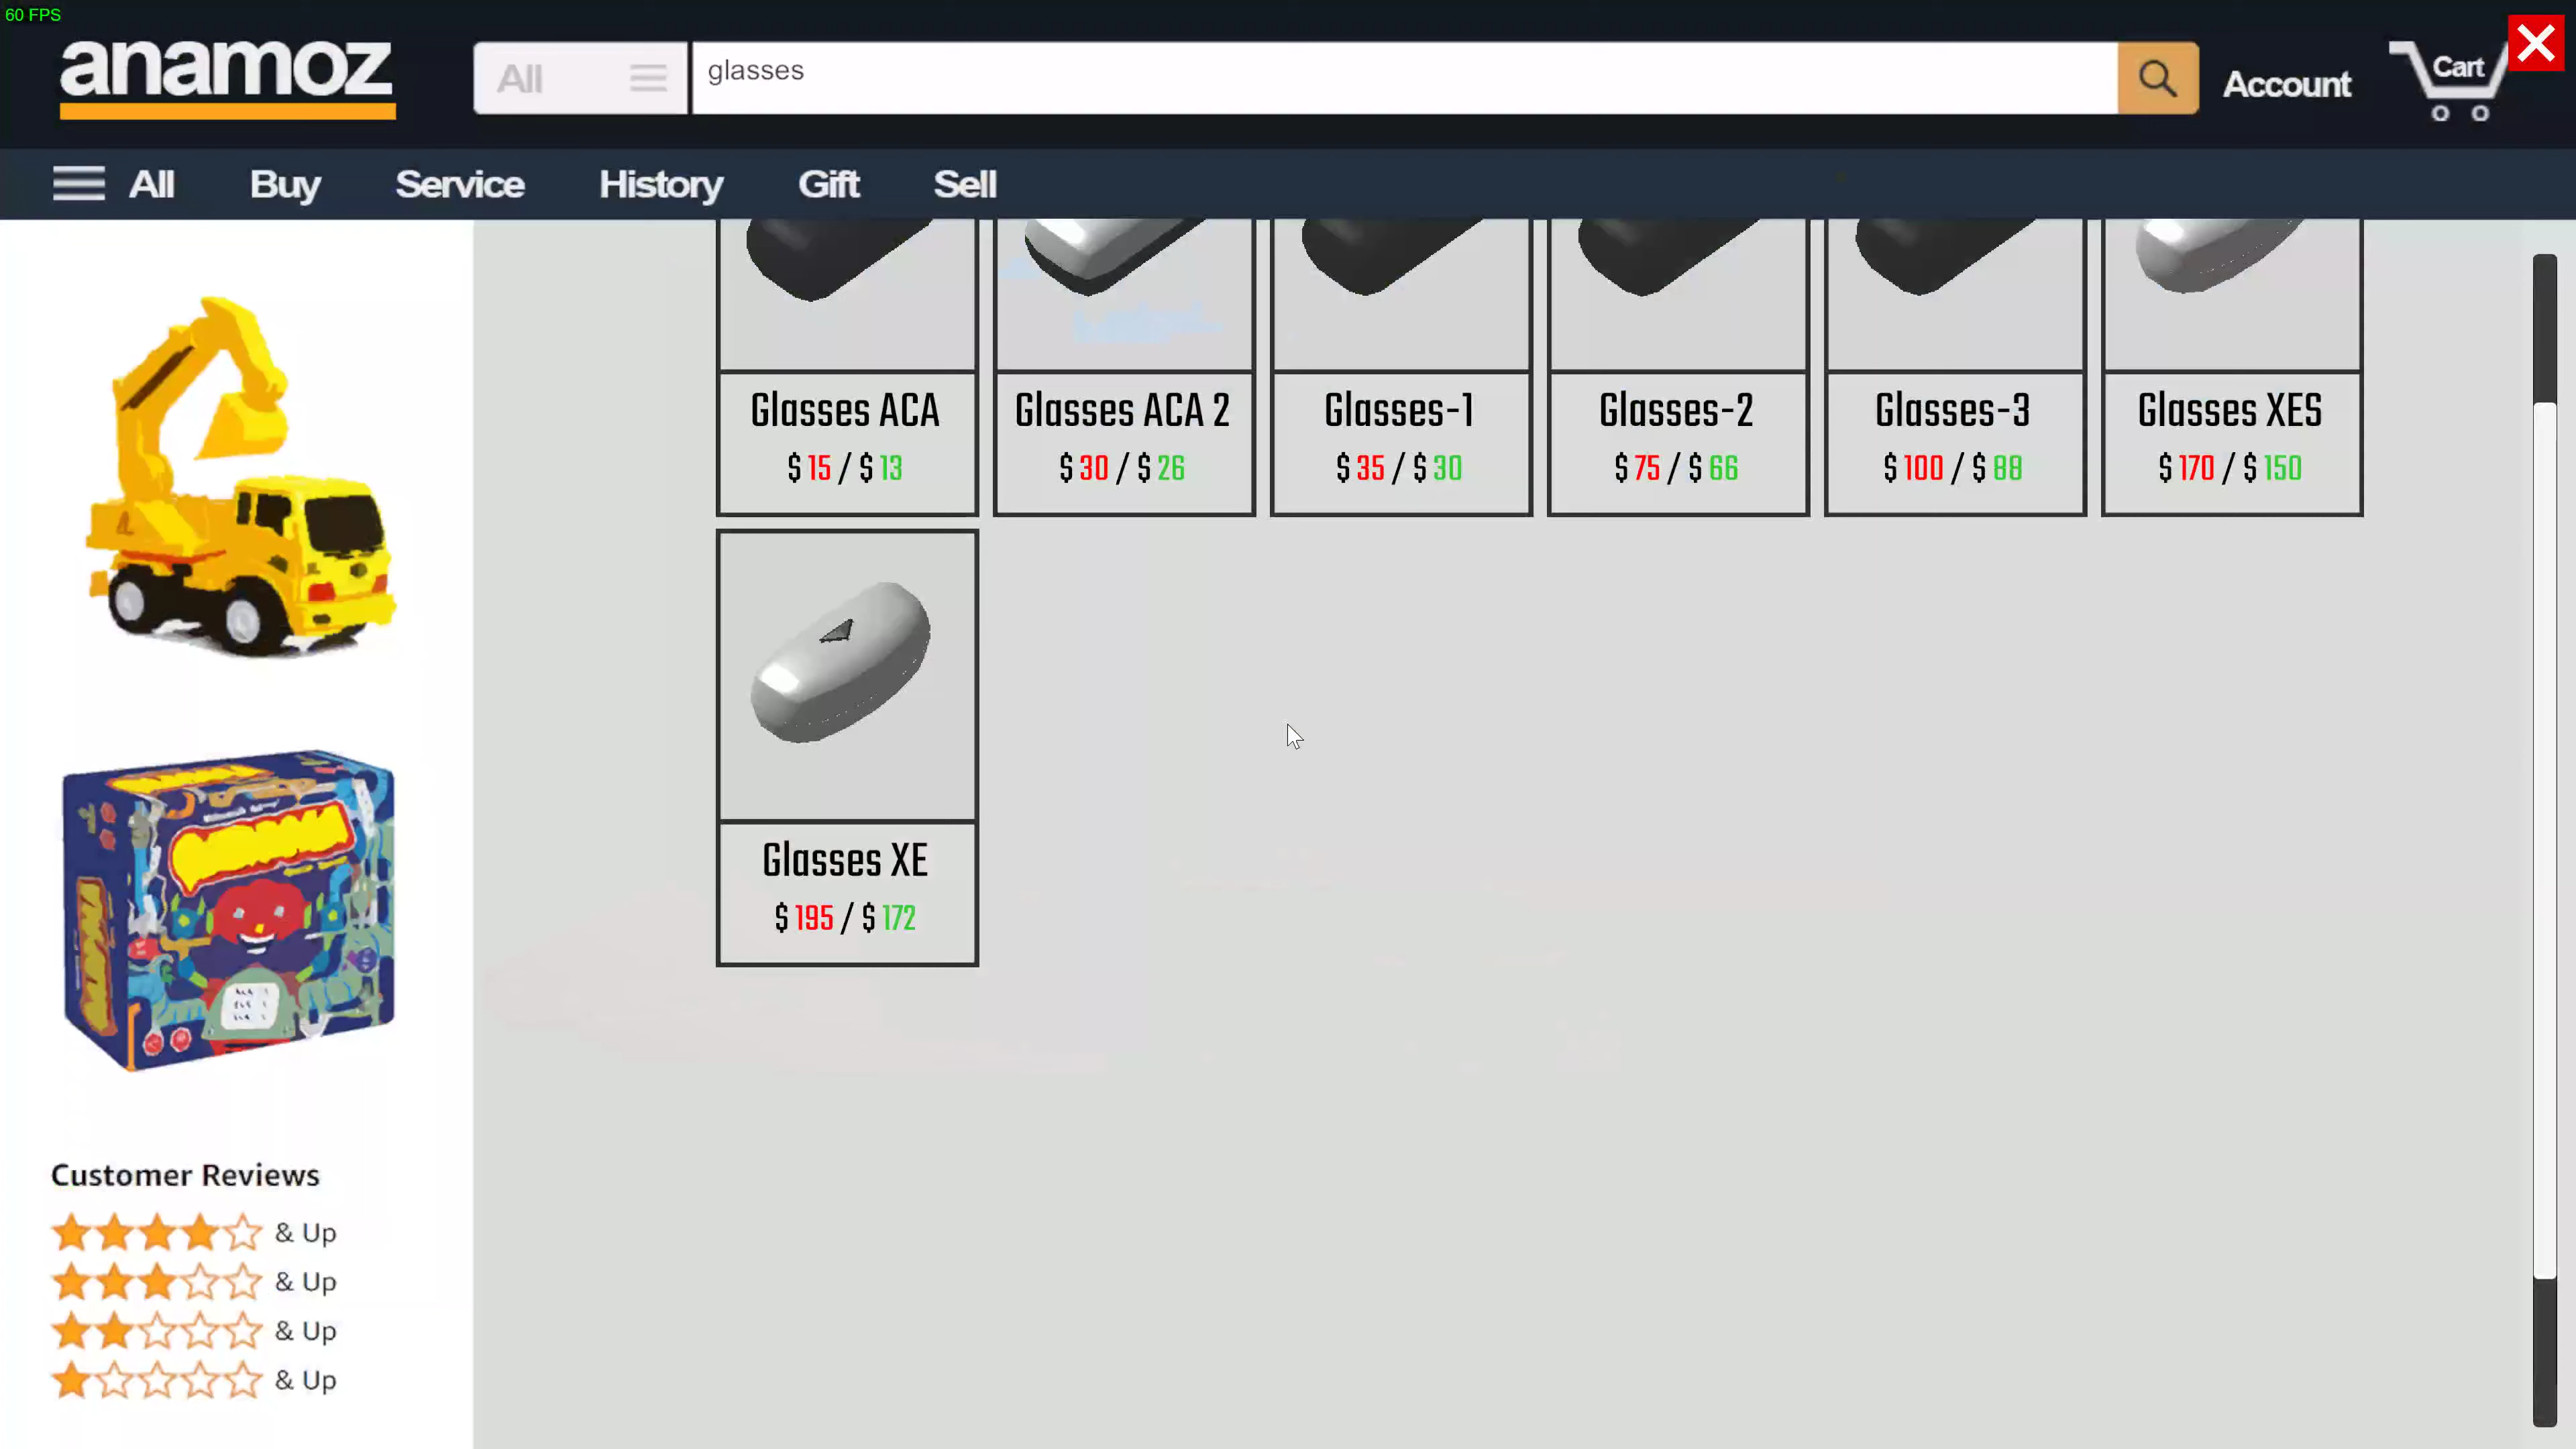 60 FPS
anamoz
All
glasses
Account
Cart
All Buy Service History Gift Sell
Glasses ACA
$ 15 / $ 13
Glasses ACA 2
$ 30 / $ 26
Glasses-1
$ 35 / $ 30
Glasses-2
$ 75 / $ 66
Glasses-3
$ 100 / $ 88
Glasses XES
$ 170 / $ 150
Glasses XE
$ 195 / $ 172
Customer Reviews
& Up
& Up
& Up
& Up